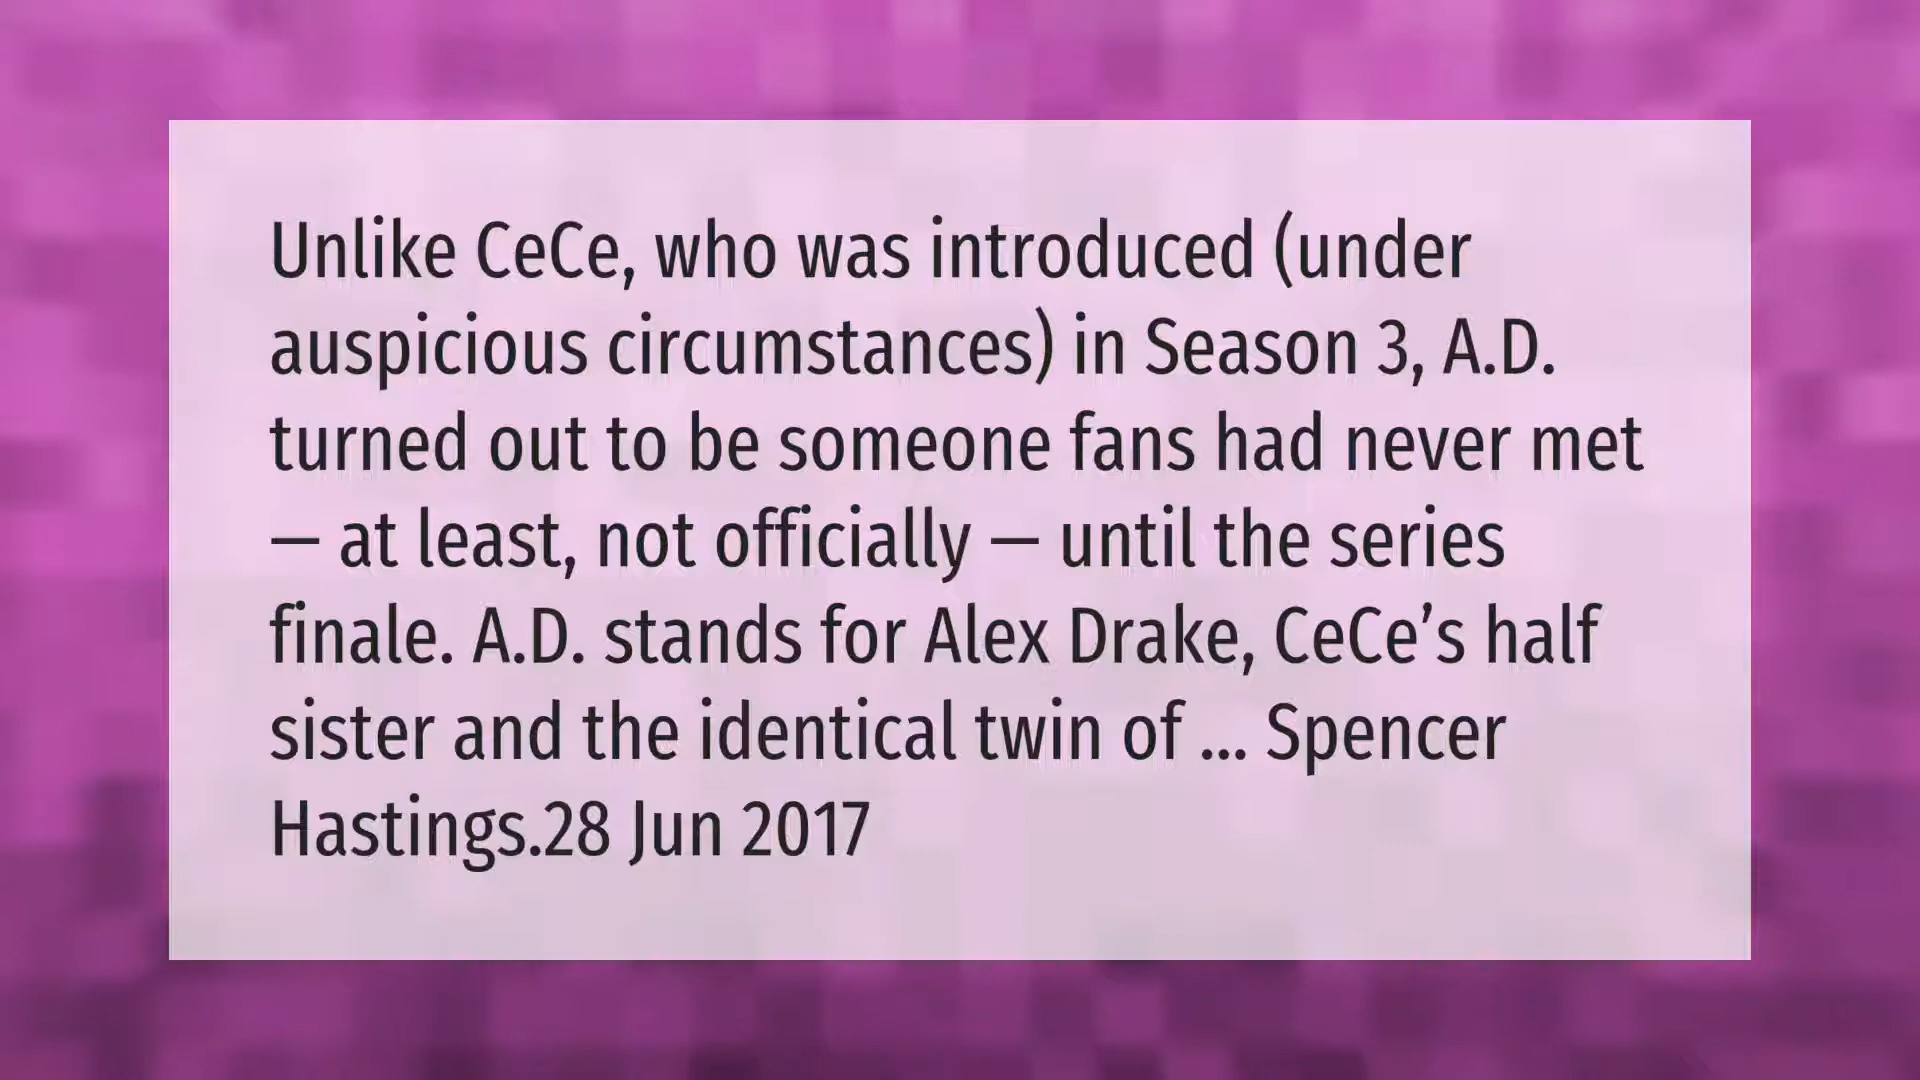 Unlike CeCe, who was introduced (under
auspicious circumstances) in Season 3, A.D.
turned out to be someone fans had never met
— at least, not officially — until the series
finale. A.D. stands for Alex Drake, CeCe’s half
sister and the identical twin of ... Spencer
Hastings.28 Jun 2017